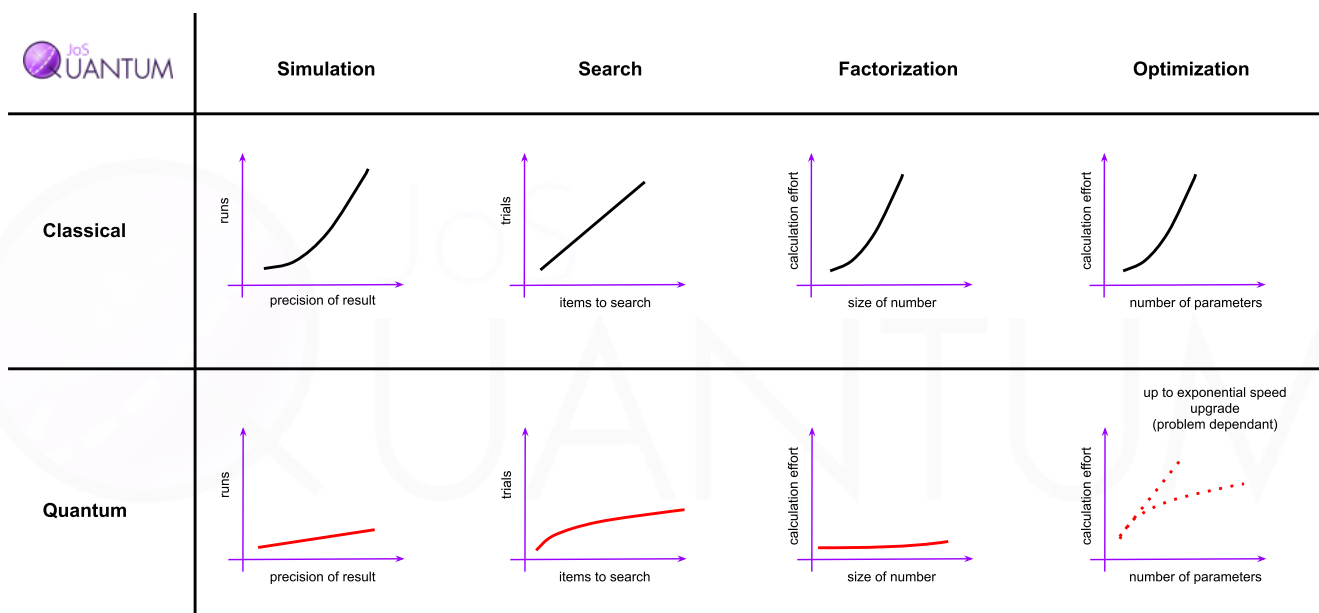 JoS
QUANTUM
Simulation
Search
Factorization
Optimization
Classical
runs
precision of result
trials
items to search
calculation effort
size of number
calculation effort
number of parameters
JoS
QUANTUM
Quantum
runs
precision of result
trials
items to search
calculation effort
size of number
up to exponential speed
upgrade
(problem dependant)
calculation effort
number of parameters